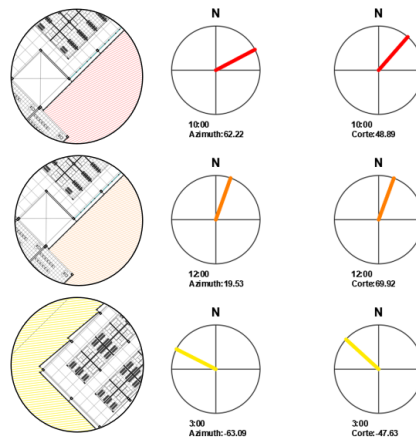 N N
10:00 10:00
Azimuth:62.22 Corte:48.89
N N
12:00 12:00
Azimuth:19.53 Corte:69.92
N N
3:00 3:00
Azimuth:-63.09 Corte:-47.63